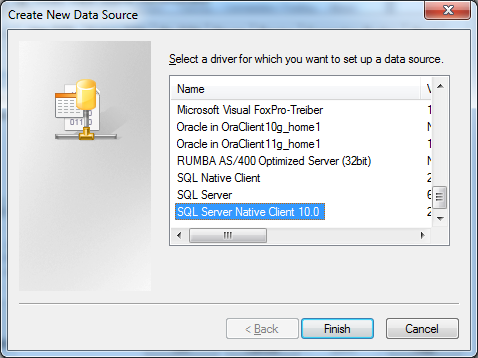 Create New Data Source
Select a driver for which you want to set up a data source.
Name
Microsoft Visual FoxPro-Treiber
Oracle in OraClient10g_home1
Oracle in OraClient11g_home1
RUMBA AS/400 Optimized Server (32bit)
SQL Native Client
SQL Server
SQL Server Native Client 10.0
< Back
Finish
Cancel